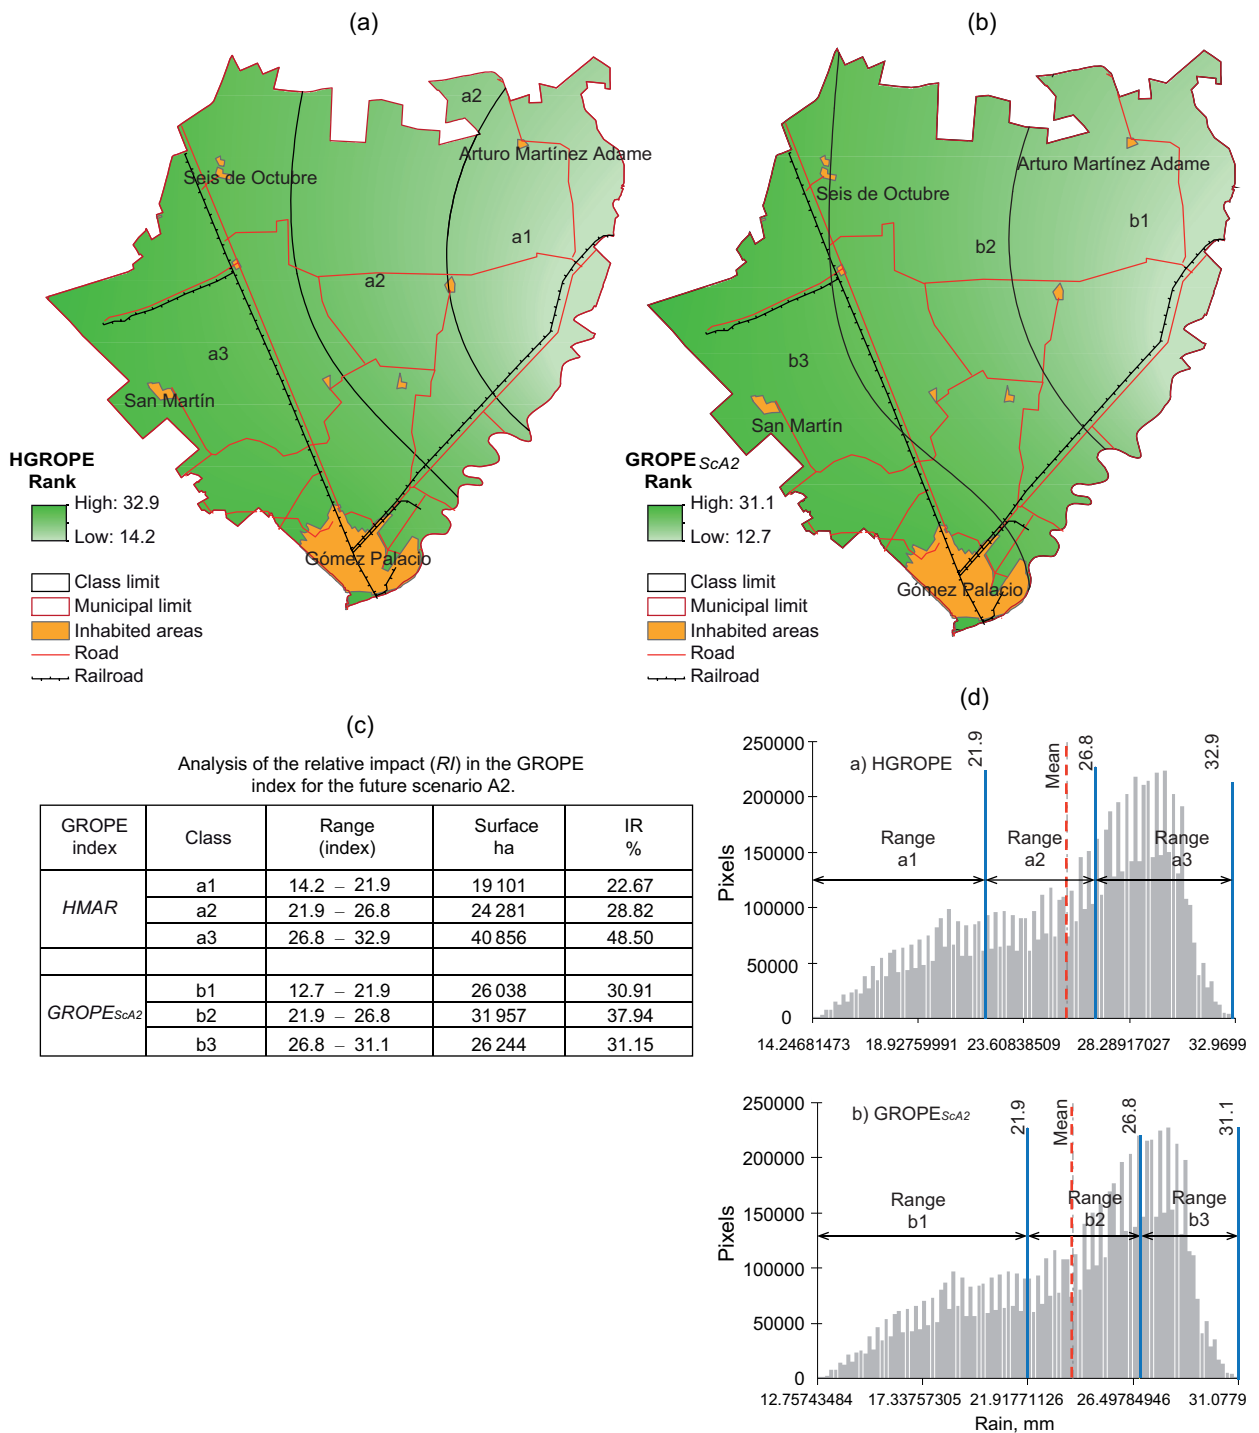 (a)
a2
Arturo Martínez Adame
Seis de Octubre
a1
a2
a3
San Martín
HGROPE
Rank
High: 32.9
Low: 14.2
Gómez Palacio
Class limit
Municipal limit
Inhabited areas
Road
Railroad
(b)
Arturo Martínez Adame
Seis de Octubre
b1
b2
b3
San Martín
GROPE ScA2
Rank
High: 31.1
Low: 12.7
Gómez Palacio
Class limit
Municipal limit
Inhabited areas
Road
Railroad
(c)
Analysis of the relative impact (RI) in the GROPE
index for the future scenario A2.
GROPE index Class Range (index) Surface ha IR %
HMAR
a1 14.2 – 21.9 19 101 22.67
a2 21.9 – 26.8 24 281 28.82
a3 26.8 – 32.9 40 856 48.50
GROPEScA2
b1 12.7 – 21.9 26 038 30.91
b2 21.9 – 26.8 31 957 37.94
b3 26.8 – 31.1 26 244 31.15
(d)
a) HGROPE
21.9
Mean
26.8
32.9
Range a1
Range a2
Range a3
Pixels
250000
200000
150000
100000
50000
0
14.24681473 18.92759991 23.60838509 28.28917027 32.9699
b) GROPEScA2
21.9
Mean
26.8
31.1
Range b1
Range b2
Range b3
Pixels
250000
200000
150000
100000
50000
0
12.75743484 17.33757305 21.91771126 26.49784946 31.0779
Rain, mm